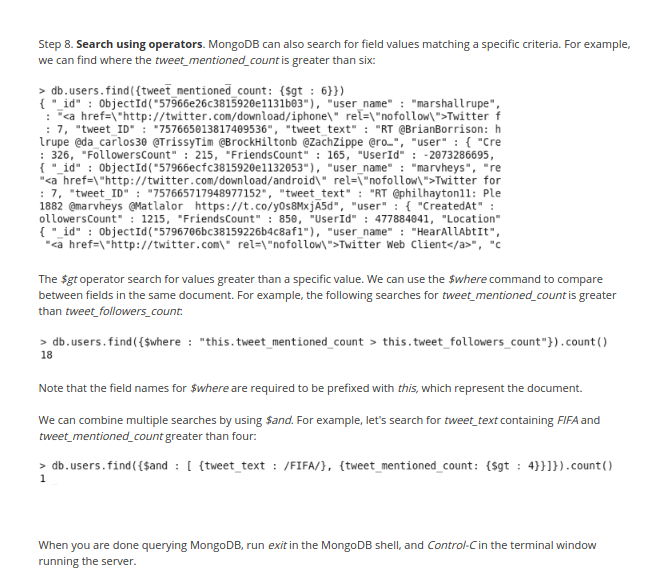 Step 8. Search using operators. MongoDB can also search for field values matching a specific criteria. For example,
we can find where the tweet_mentioned_count is greater than six:
> db.users.find({tweet_mentioned_count: {$gt : 6}})
{ "_id" : ObjectId("57966e26c3815920e1131b03"), "user_name" : "marshallrupe",
: "<a href=\"http://twitter.com/download/iphone\" rel=\"nofollow\">Twitter f
: 7, "tweet_ID" : "757665013817409536", "tweet_text" : "RT @BrianBorrison: h
lrupe @da_carlos30 @TrissyTim @BrockHiltonb @ZachZippe @ro…", "user" : { "Cre
: 326, "FollowersCount" : 215, "FriendsCount" : 165, "UserId" : -2073286695,
{ "_id" : ObjectId("57966ecfc3815920e1132053"), "user_name" : "marvheys", "re
"<a href=\"http://twitter.com/download/android\" rel=\"nofollow\">Twitter for
: 7, "tweet_ID" : "757665717948977152", "tweet_text" : "RT @philhayton11: Ple
1882 @marvheys @Matlalor https://t.co/yOs8MxjA5d", "user" : { "CreatedAt" :
ollowersCount" : 1215, "FriendsCount" : 850, "UserId" : 477884041, "Location"
{ "_id" : ObjectId("5796706bc38159226b4c8af1"), "user_name" : "HearAllAbtIt",
"<a href=\"http://twitter.com\" rel=\"nofollow\">Twitter Web Client</a>", "c
The $gt operator search for values greater than a specific value. We can use the $where command to compare
between fields in the same document. For example, the following searches for tweet_mentioned_count is greater
than tweet_followers_count:
> db.users.find({$where : "this.tweet_mentioned_count > this.tweet_followers_count"}).count()
18
Note that the field names for $where are required to be prefixed with this, which represent the document.
We can combine multiple searches by using $and. For example, let's search for tweet_text containing FIFA and
tweet_mentioned_count greater than four:
> db.users.find({$and : [ {tweet_text : /FIFA/}, {tweet_mentioned_count: {$gt : 4}}]}).count()
1
When you are done querying MongoDB, run exit in the MongoDB shell, and Control-C in the terminal window
running the server.